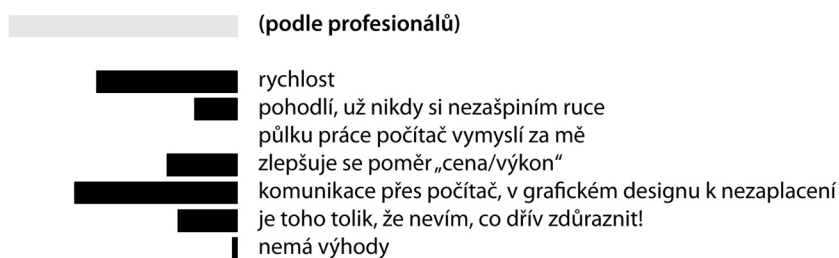 (podle profesionálů)
rychlost
pohodlí, už nikdy si nezašpiním ruce
půlku práce počítač vymyslí za mě
zlepšuje se poměr „cena/výkon“
komunikace přes počítač, v grafickém designu k nezaplacení
je toho tolik, že nevím, co dřív zdůraznit!
nemá výhody